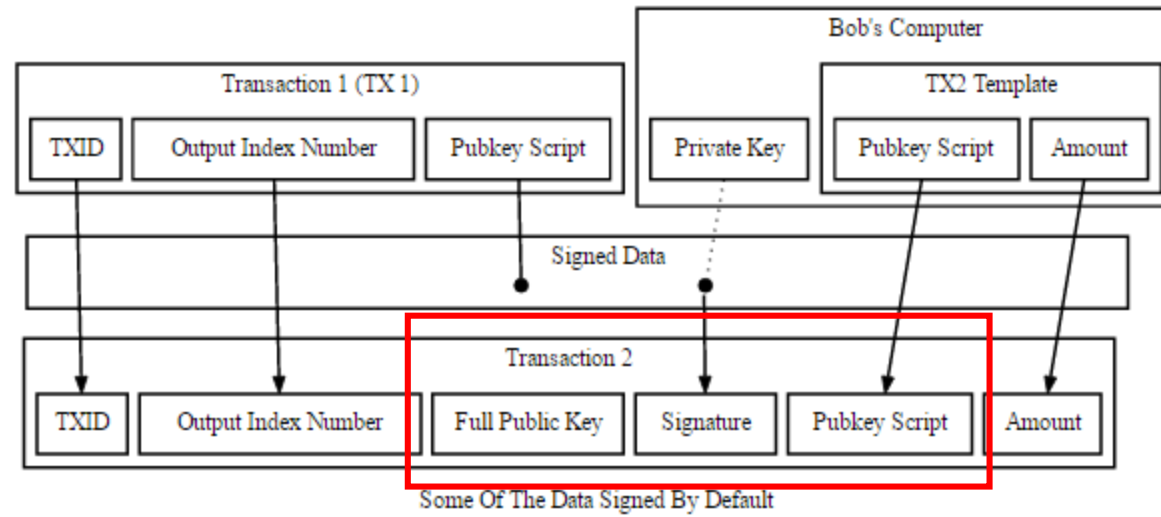 Bob's Computer
Transaction 1 (TX 1)
TX2 Template
TXID
Output Index Number
Pubkey Script
Private Key
Pubkey Script
Amount
Signed Data
Transaction 2
TXID
Output Index Number
Full Public Key
Signature
Pubkey Script
Amount
Some Of The Data Signed By Default